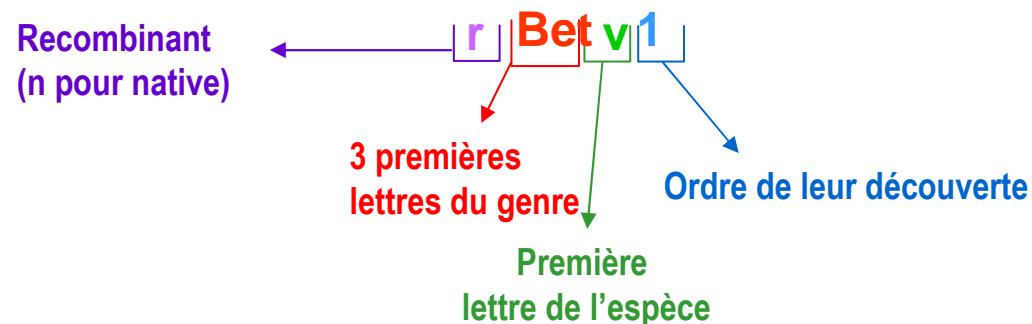 r Bet v 1
Recombinant
(n pour native)
3 premières
lettres du genre
Ordre de leur découverte
Première
lettre de l’espèce